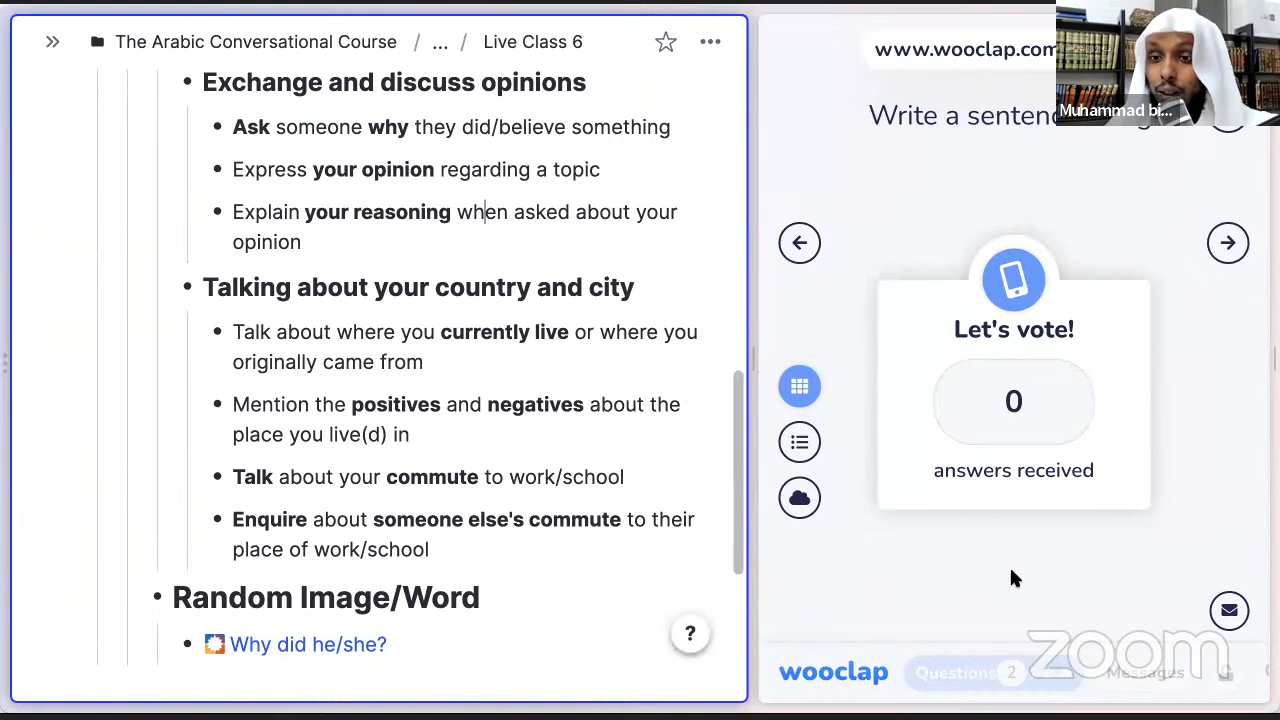 The Arabic Conversational Course / ... / Live Class 6
Exchange and discuss opinions
Ask someone why they did/believe something
Express your opinion regarding a topic
Explain your reasoning when asked about your
opinion
Talking about your country and city
Talk about where you currently live or where you
originally came from
Mention the positives and negatives about the
place you live(d) in
Talk about your commute to work/school
Enquire about someone else's commute to their
place of work/school
Random Image/Word
Why did he/she?
?
www.wooclap.com
Muhammad bi...
Write a
Let's vote!
0
answers received
wooclap
Questions 2
Messages
zoom